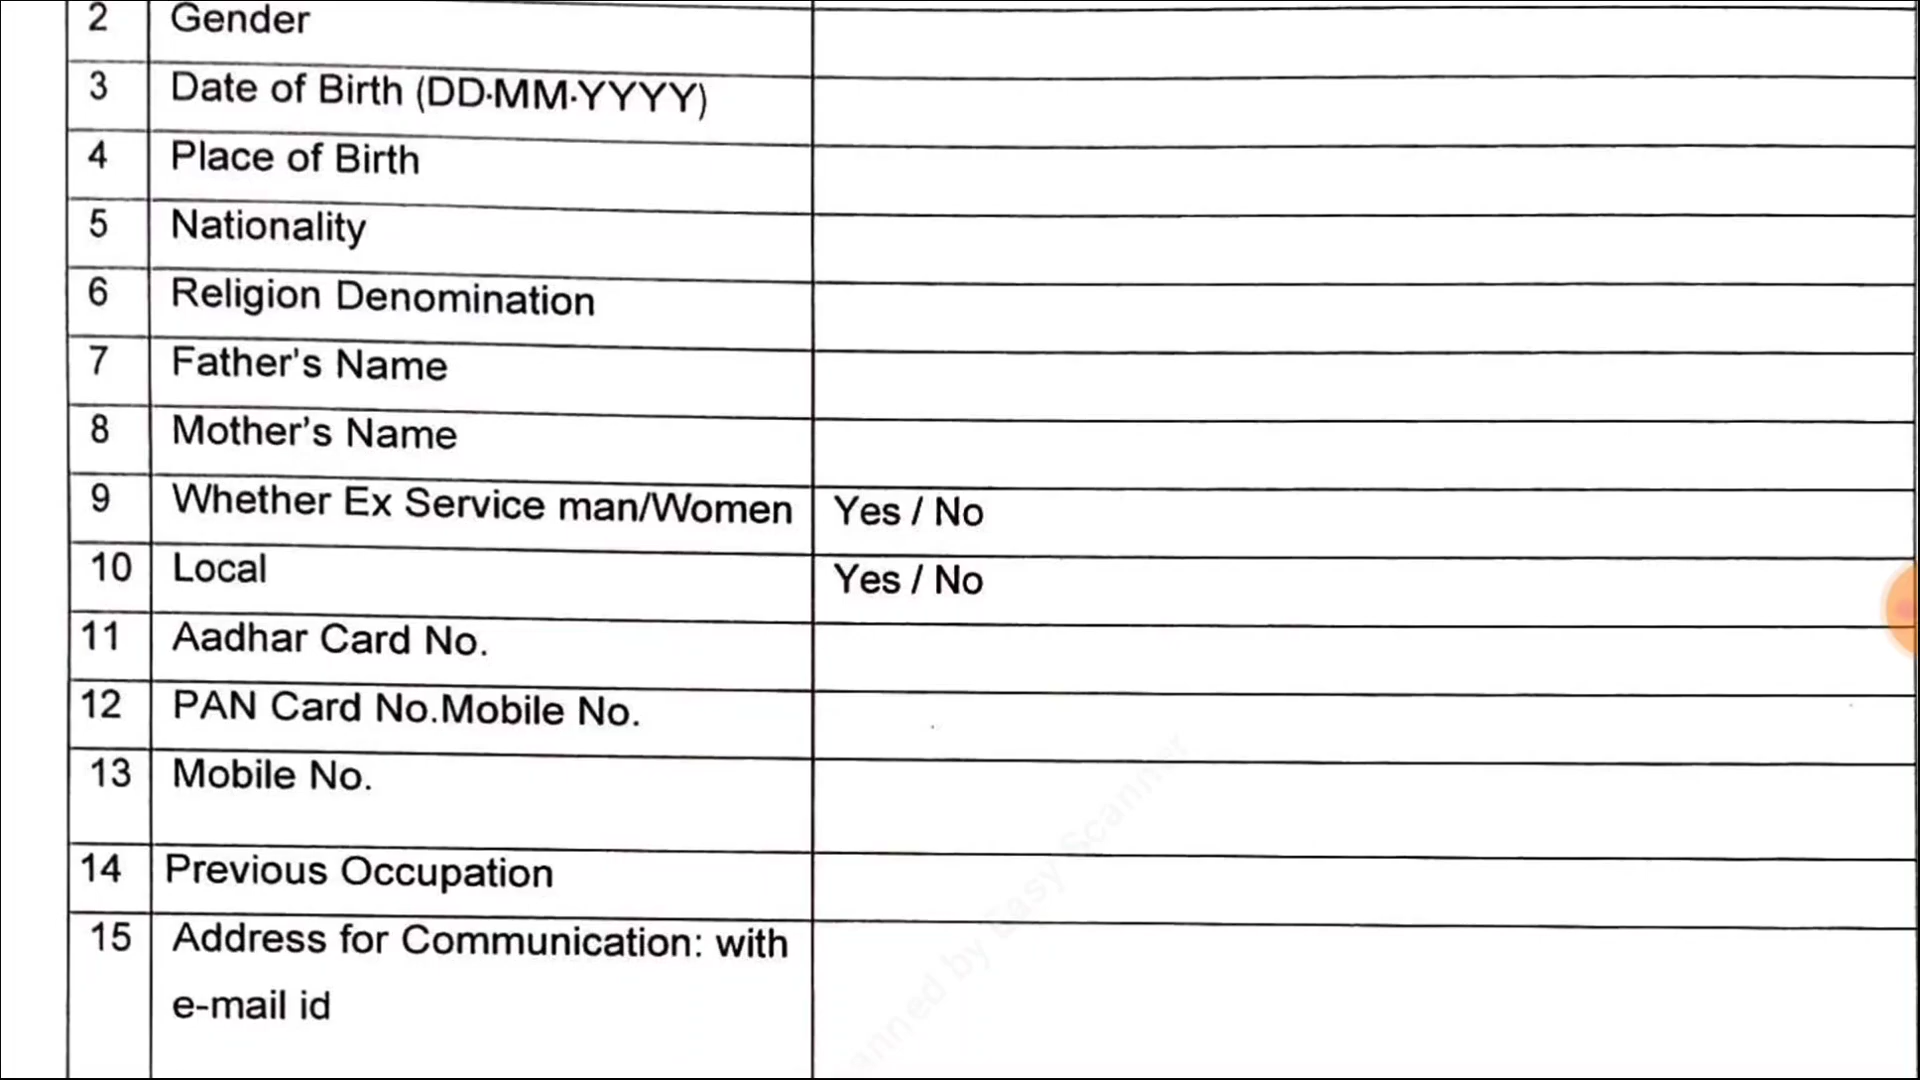 2 Gender
3 Date of Birth (DD-MM-YYYY)
4 Place of Birth
5 Nationality
6 Religion Denomination
7 Father's Name
8 Mother's Name
9 Whether Ex Service man/Women Yes / No
10 Local Yes / No
11 Aadhar Card No.
12 PAN Card No.Mobile No.
13 Mobile No.
14 Previous Occupation
15 Address for Communication: with
e-mail id
by Easy Scanner